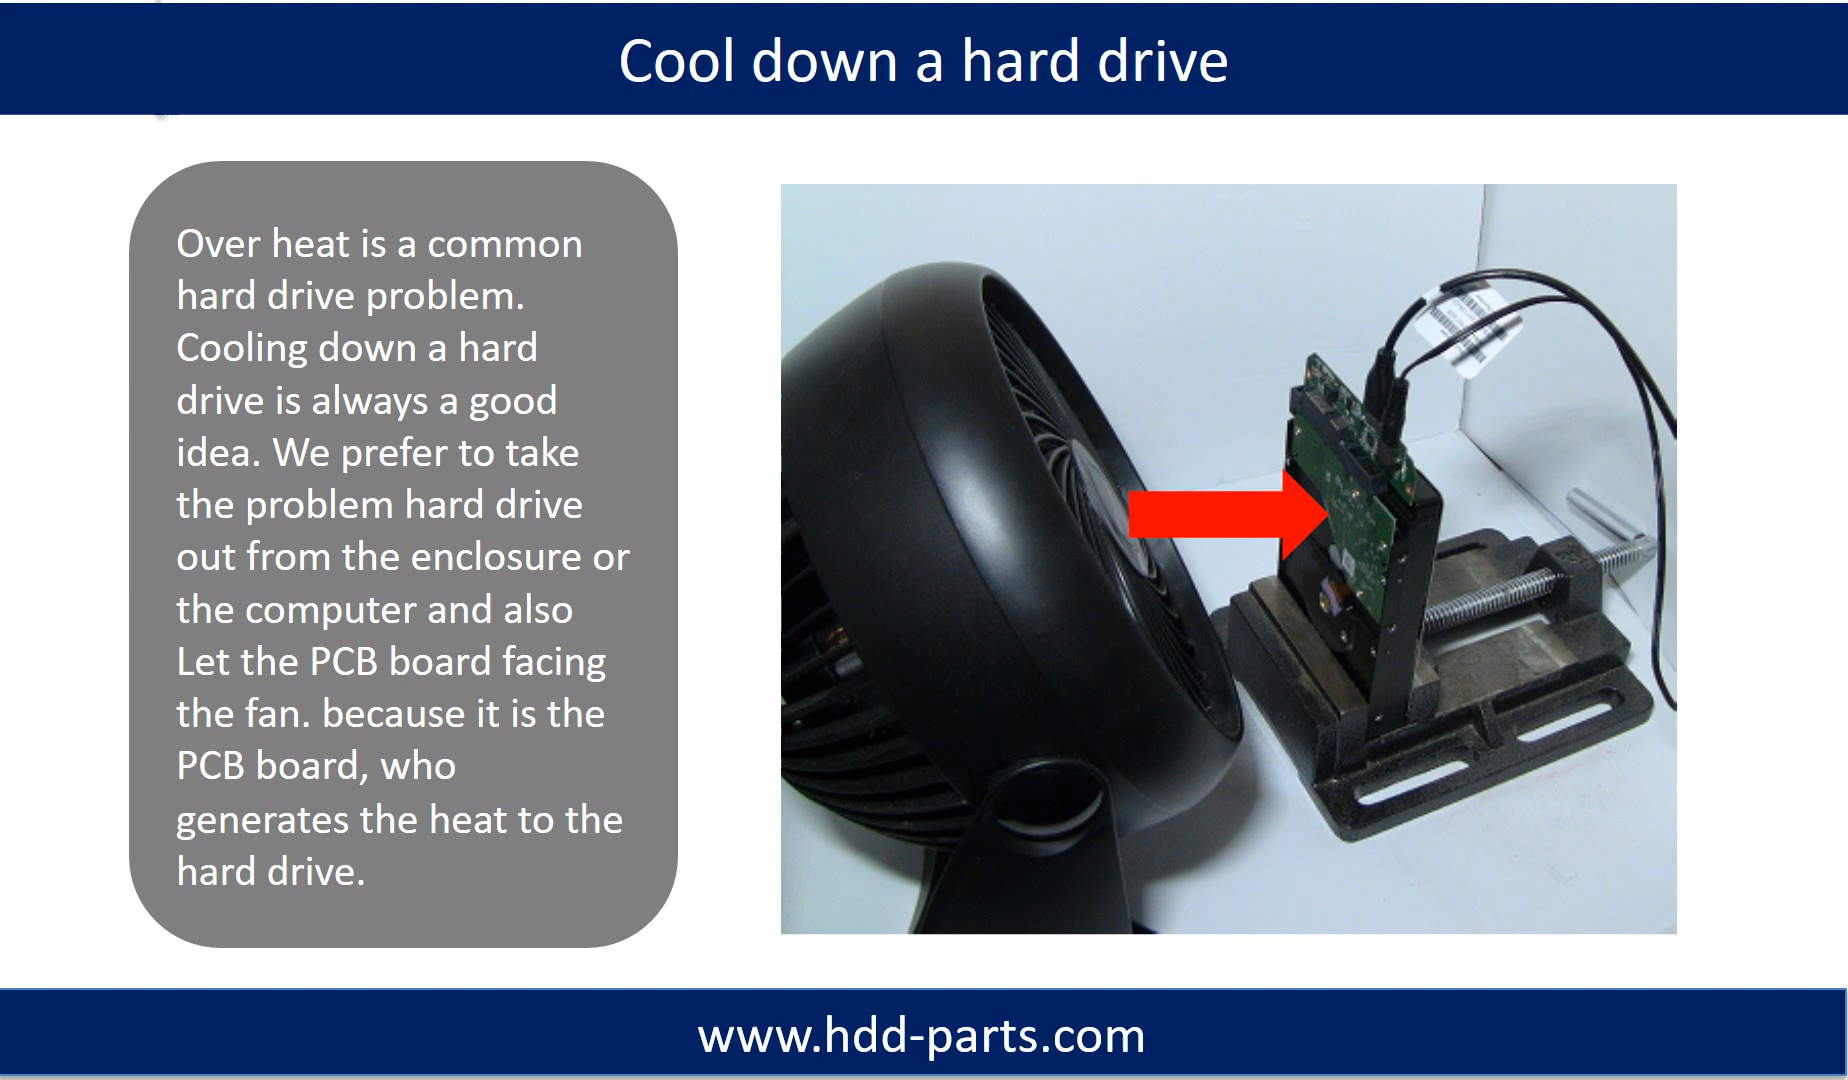 Cool down a hard drive
Over heat is a common
hard drive problem.
Cooling down a hard
drive is always a good
idea. We prefer to take
the problem hard drive
out from the enclosure or
the computer and also
Let the PCB board facing
the fan. because it is the
PCB board, who
generates the heat to the
hard drive.
www.hdd-parts.com